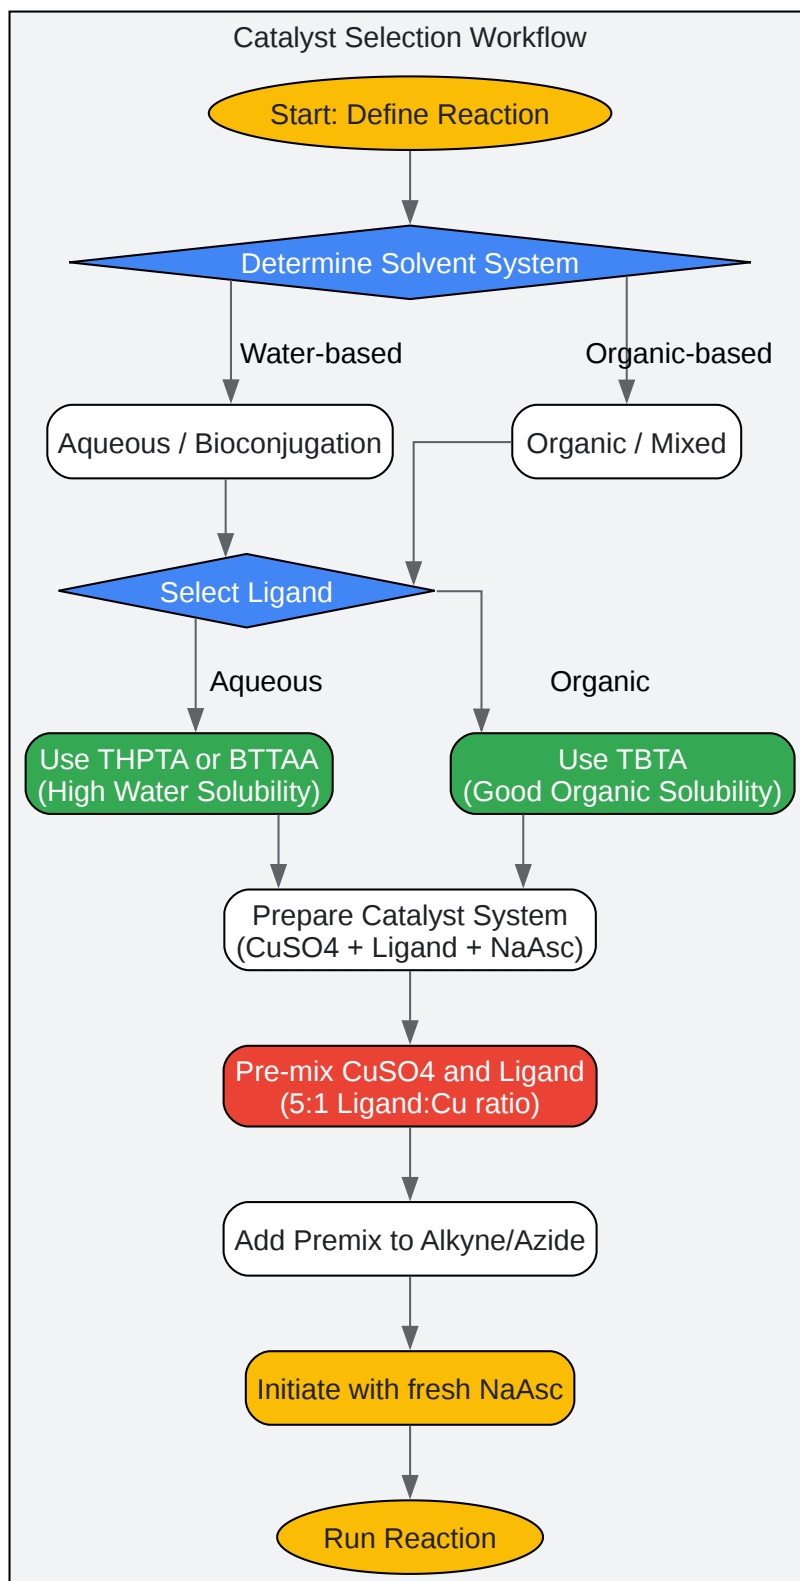 Catalyst Selection Workflow
Start: Define Reaction
Determine Solvent System
Water-based
Organic-based
Aqueous / Bioconjugation
Organic / Mixed
Select Ligand
Aqueous
Organic
Use THPTA or BTTAA
(High Water Solubility)
Use TBTA
(Good Organic Solubility)
Prepare Catalyst System
(CuSO4 + Ligand + NaAsc)
Pre-mix CuSO4 and Ligand
(5:1 Ligand:Cu ratio)
Add Premix to Alkyne/Azide
Initiate with fresh NaAsc
Run Reaction